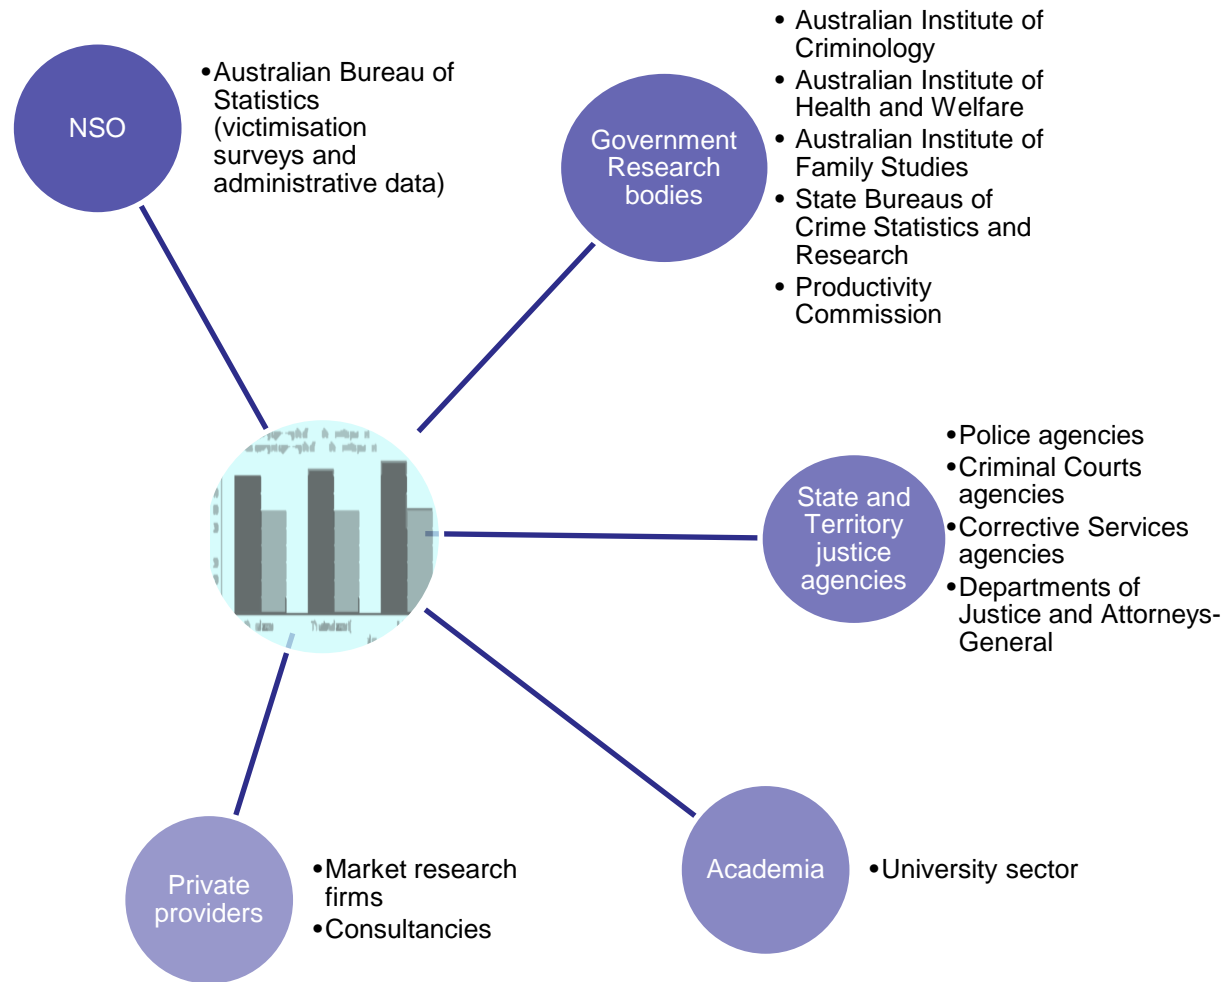 NSO
•Australian Bureau of
Statistics
(victimisation
surveys and
administrative data)
Government
Research
bodies
• Australian Institute of
Criminology
• Australian Institute of
Health and Welfare
• Australian Institute of
Family Studies
• State Bureaus of
Crime Statistics and
Research
• Productivity
Commission
State and
Territory
justice
agencies
•Police agencies
•Criminal Courts
agencies
•Corrective Services
agencies
•Departments of
Justice and Attorneys-
General
Academia
•University sector
Private
providers
•Market research
firms
•Consultancies